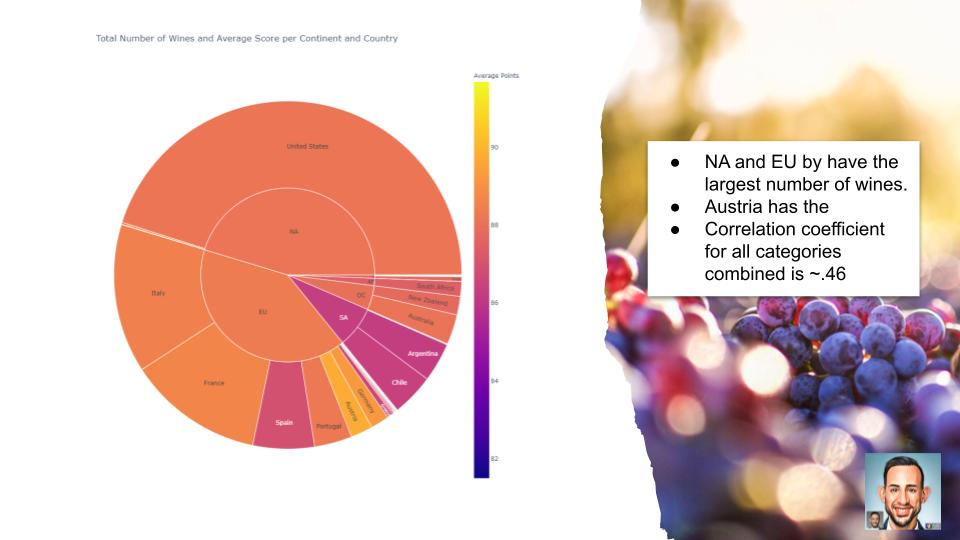 Total Number of Wines and Average Score per Continent and Country
Average Points
90
88
86
84
82
United States
NA
Italy
EU
France
Spain
Portugal
Austria
Germany
SA
Chile
Argentina
OC
Australia
New Zealand
South Africa
AF
● NA and EU by have the
largest number of wines.
● Austria has the
● Correlation coefficient
for all categories
combined is ~.46